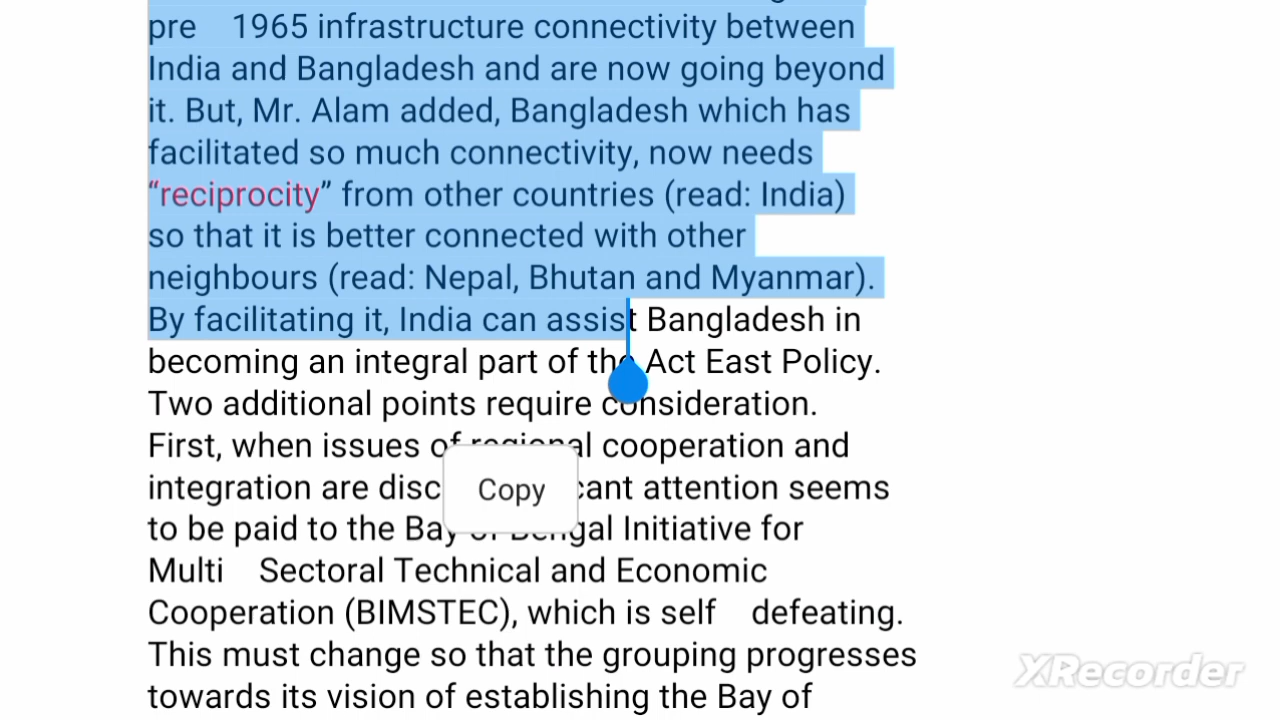 pre 1965 infrastructure connectivity between
India and Bangladesh and are now going beyond
it. But, Mr. Alam added, Bangladesh which has
facilitated so much connectivity, now needs
“reciprocity” from other countries (read: India)
so that it is better connected with other
neighbours (read: Nepal, Bhutan and Myanmar).
By facilitating it, India can assist Bangladesh in
becoming an integral part of the Act East Policy.
Two additional points require consideration.
First, when issues of regional cooperation and
integration are disc cant attention seems
Copy
to be paid to the Bay of Bengal Initiative for
Multi Sectoral Technical and Economic
Cooperation (BIMSTEC), which is self defeating.
This must change so that the grouping progresses
towards its vision of establishing the Bay of
XRecorder